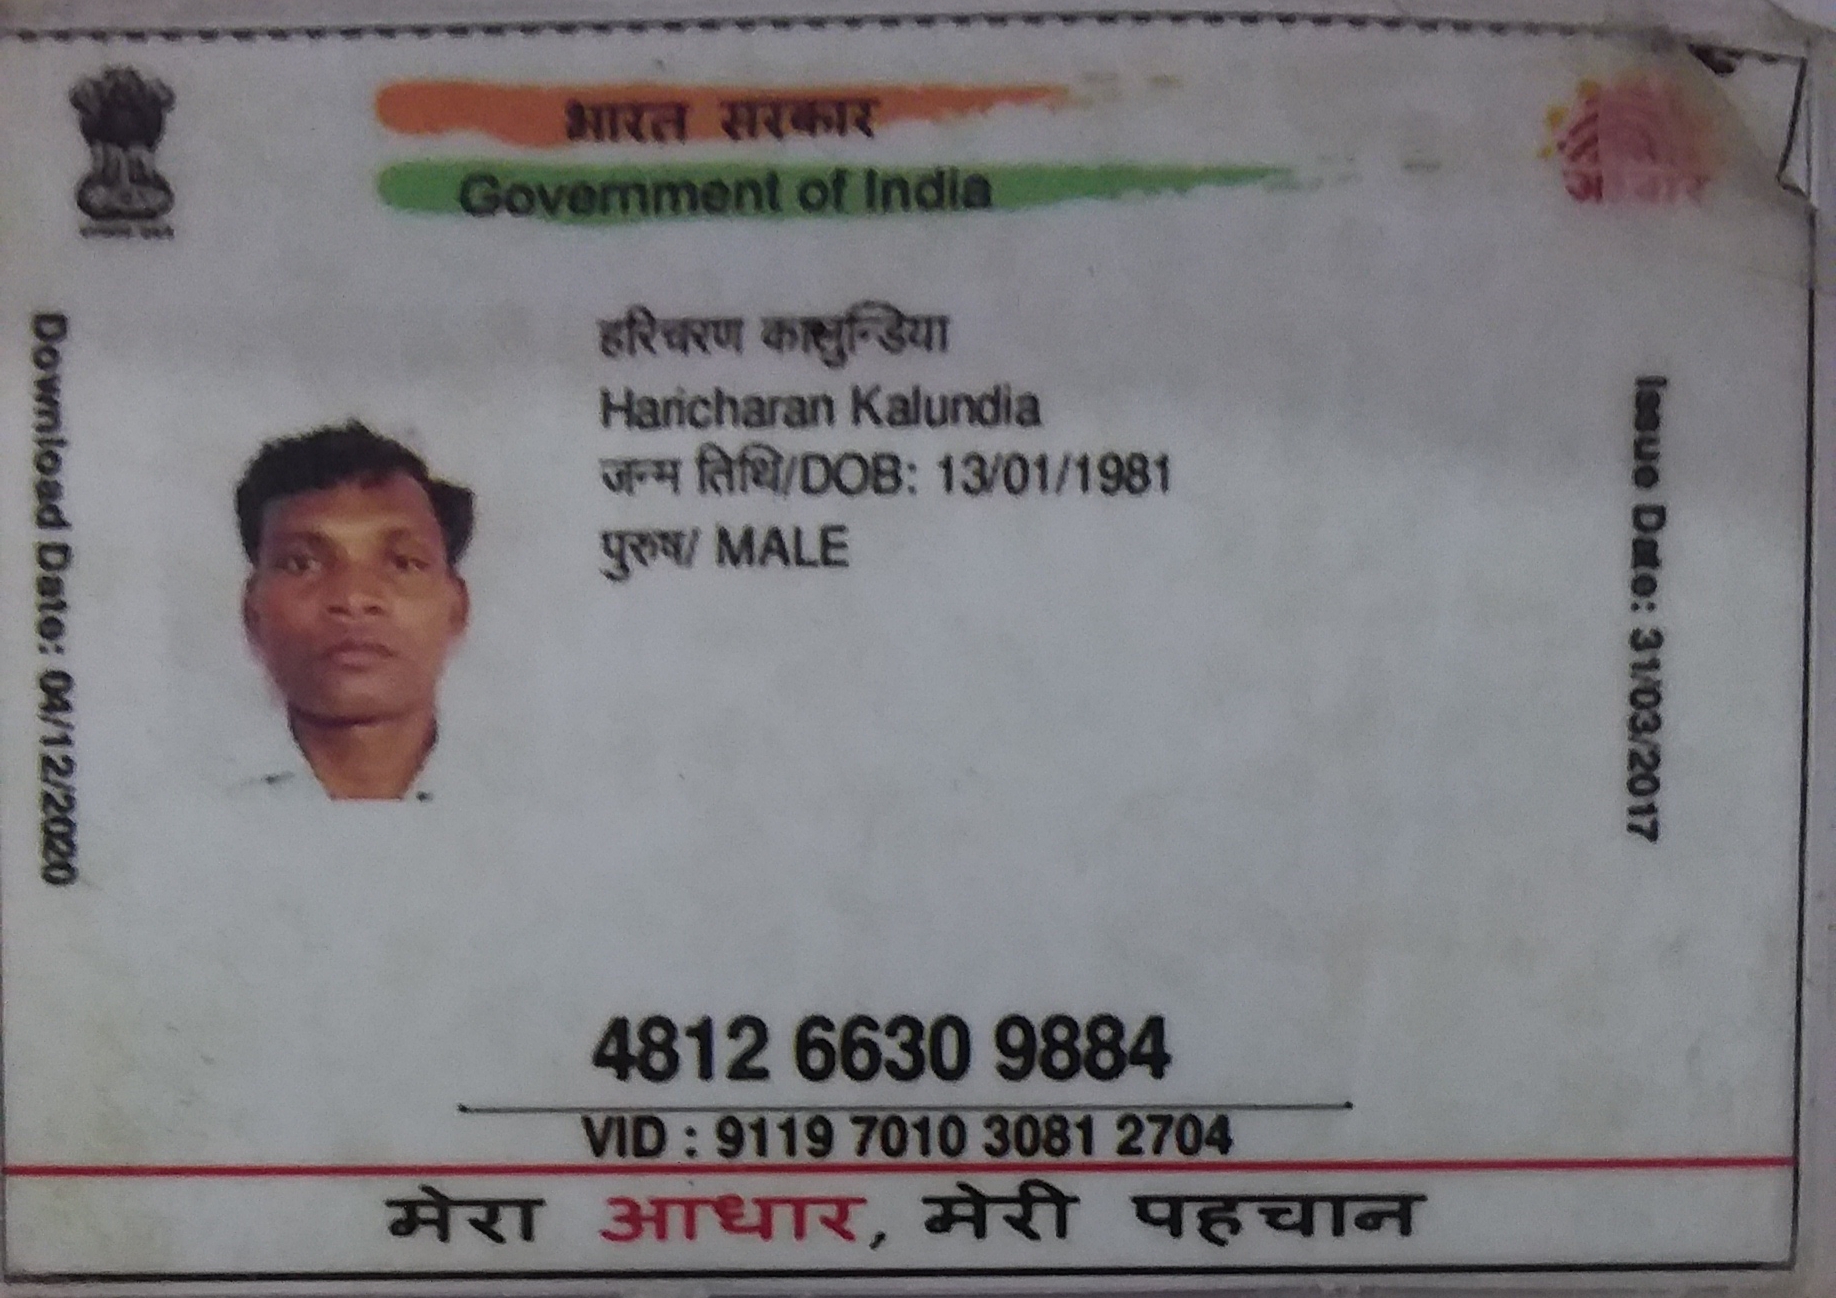 भारत सरकार
Government of India
हरिचरण कालुन्डिया
Haricharan Kalundia
जन्म तिथि/DOB: 13/01/1981
पुरुष/ MALE
Download Date: 04/12/2020
Issue Date: 31/03/2017
4812 6630 9884
VID : 9119 7010 3081 2704
मेरा आधार, मेरी पहचान